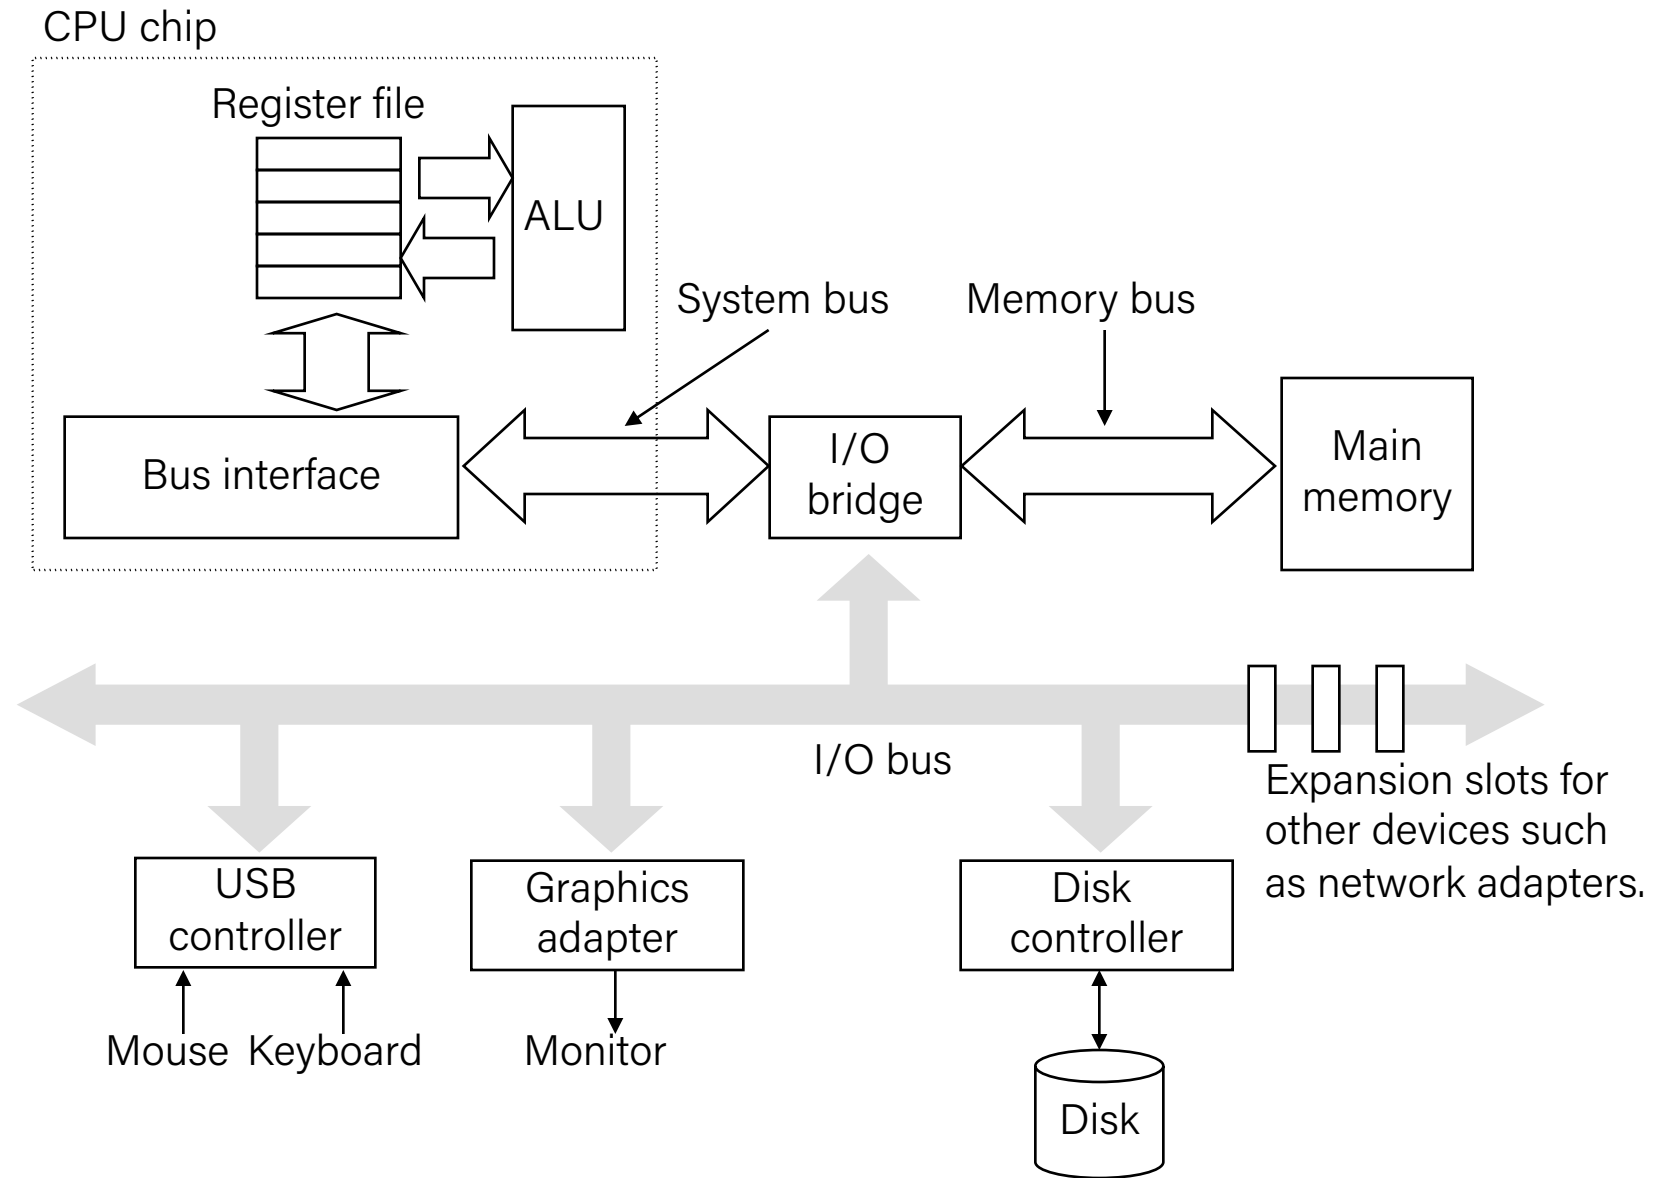 CPU chip
Register file
ALU
System bus
Memory bus
Bus interface
I/O
bridge
Main
memory
I/O bus
Expansion slots for
other devices such
as network adapters.
USB
controller
Graphics
adapter
Disk
controller
Mouse
Keyboard
Monitor
Disk